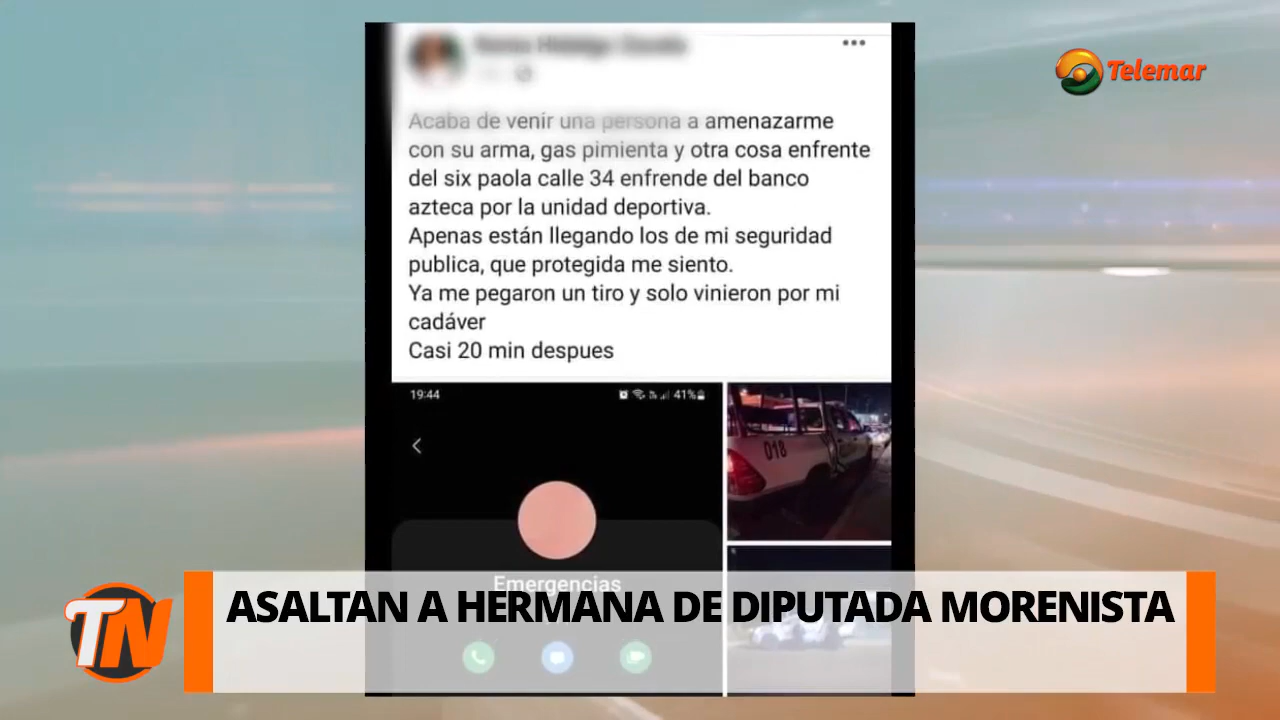 Telemar
Acaba de venir una persona a amenazarme
con su arma, gas pimienta y otra cosa enfrente
del six paola calle 34 enfrende del banco
azteca por la unidad deportiva.
Apenas están llegando los de mi seguridad
publica, que protegida me siento.
Ya me pegaron un tiro y solo vinieron por mi
cadáver
Casi 20 min despues
19:44
41%
018
Emergencias
TN
ASALTAN A HERMANA DE DIPUTADA MORENISTA